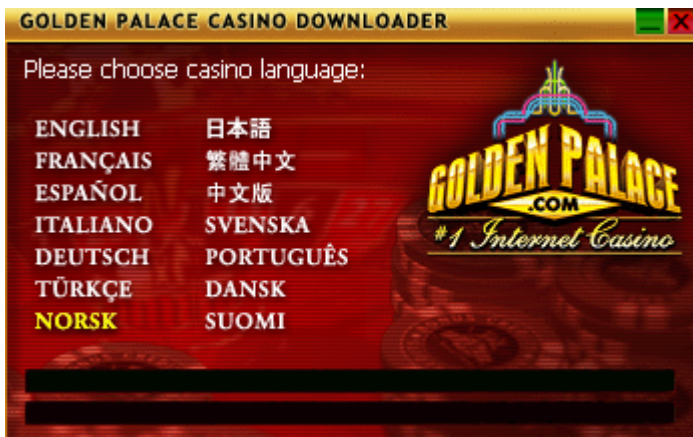 GOLDEN PALACE CASINO DOWNLOADER
Please choose casino language:
ENGLISH
FRANÇAIS
ESPAÑOL
ITALIANO
DEUTSCH
TÜRKÇE
NORSK
日本語
繁體中文
中文版
SVENSKA
PORTUGUÊS
DANSK
SUOMI
GOLDEN PALACE
.COM
#1 Internet Casino